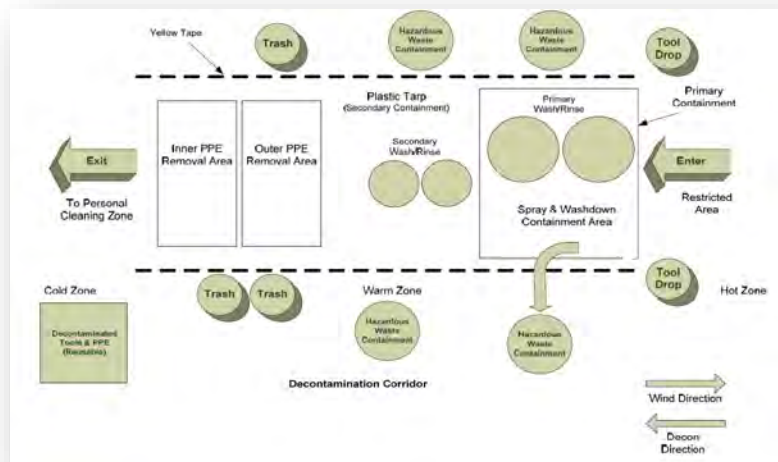 Yellow Tape
Trash
Hazardous
Waste
Containment
Hazardous
Waste
Containment
Tool
Drop
Plastic Tarp
(Secondary Containment)
Primary
Wash/Rinse
Primary
Containment
Inner PPE
Removal Area
Outer PPE
Removal Area
Secondary
Wash/Rinse
Exit
Enter
To Personal
Cleaning Zone
Spray & Washdown
Containment Area
Restricted
Area
Cold Zone
Trash
Trash
Warm Zone
Tool
Drop
Hot Zone
Decontaminated
Tools & PPE
(Reusable)
Hazardous
Waste
Containment
Hazardous
Waste
Containment
Decontamination Corridor
Wind Direction
Decon
Direction